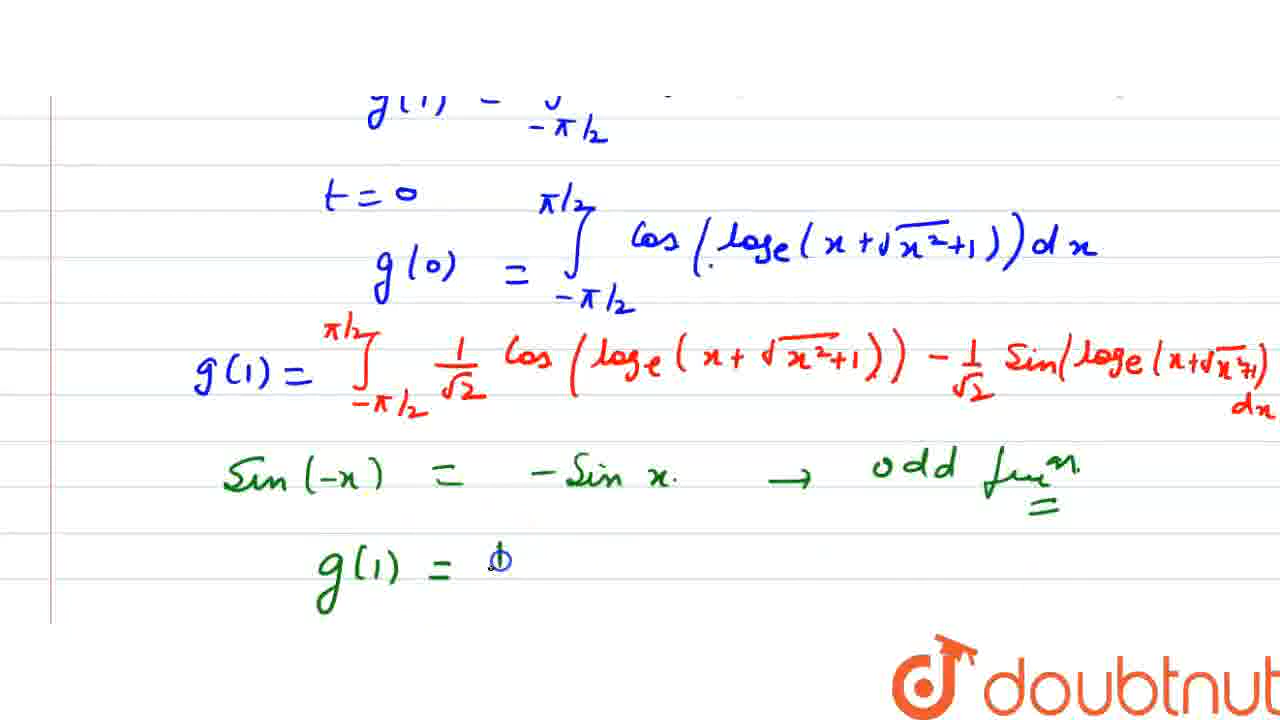 g(1) = ∫
-π/2
t = 0
g(0) = ∫_{-π/2}^{π/2} Cos(loge(x+√x²+1))dx
g(1) = ∫_{-π/2}^{π/2} 1/√2 Cos(loge(x+√x²+1)) - 1/√2 Sin(loge(x+√x²+1) dx
Sin(-x) = - Sin x. → odd funⁿ.
g(1) =
doubtnut